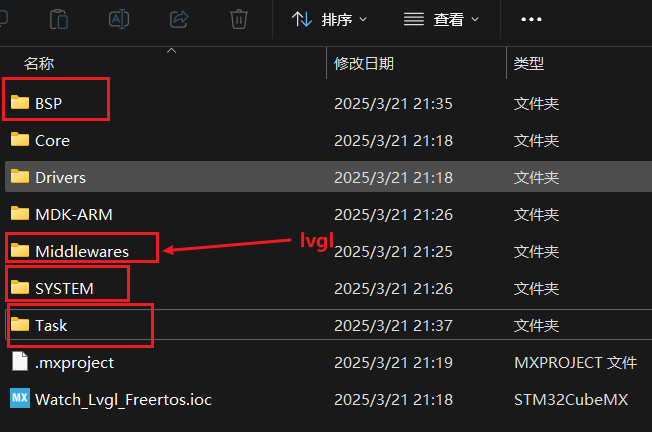 排序 查看
名称 修改日期 类型
BSP 2025/3/21 21:35 文件夹
Core 2025/3/21 21:18 文件夹
Drivers 2025/3/21 21:18 文件夹
MDK-ARM 2025/3/21 21:26 文件夹
Middlewares lvgl 2025/3/21 21:25 文件夹
SYSTEM 2025/3/21 21:26 文件夹
Task 2025/3/21 21:37 文件夹
.mxproject 2025/3/21 21:19 MXPROJECT 文件
MX Watch_Lvgl_Freertos.ioc 2025/3/21 21:18 STM32CubeMX